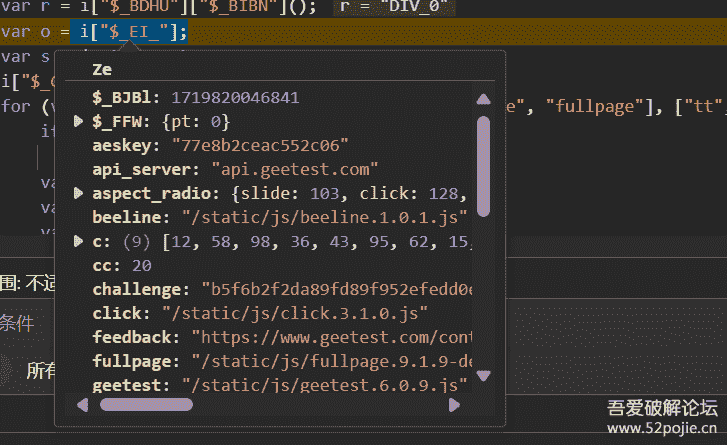 var r = i["$_BDHU"]["$_BIBN"](); r = "DIV_0"
var o = i["$_EI_"];
var s
i["$_
for (v e", "fullpage"], ["tt",
if
va
va
Ze
$_BJBl: 1719820046841
$_FFW: {pt: 0}
aeskey: "77e8b2ceac552c06"
api_server: "api.geetest.com"
aspect_radio: {slide: 103, click: 128,
beeline: "/static/js/beeline.1.0.1.js"
c: (9) [12, 58, 98, 36, 43, 95, 62, 15,
cc: 20
challenge: "b5f6b2f2da89fd89f952efedd0
click: "/static/js/click.3.1.0.js"
feedback: "https://www.geetest.com/cont
fullpage: "/static/js/fullpage.9.1.9-de
geetest: "/static/js/geetest.6.0.9.js"
围: 不适
条件
所有
吾爱破解论坛
www.52pojie.cn